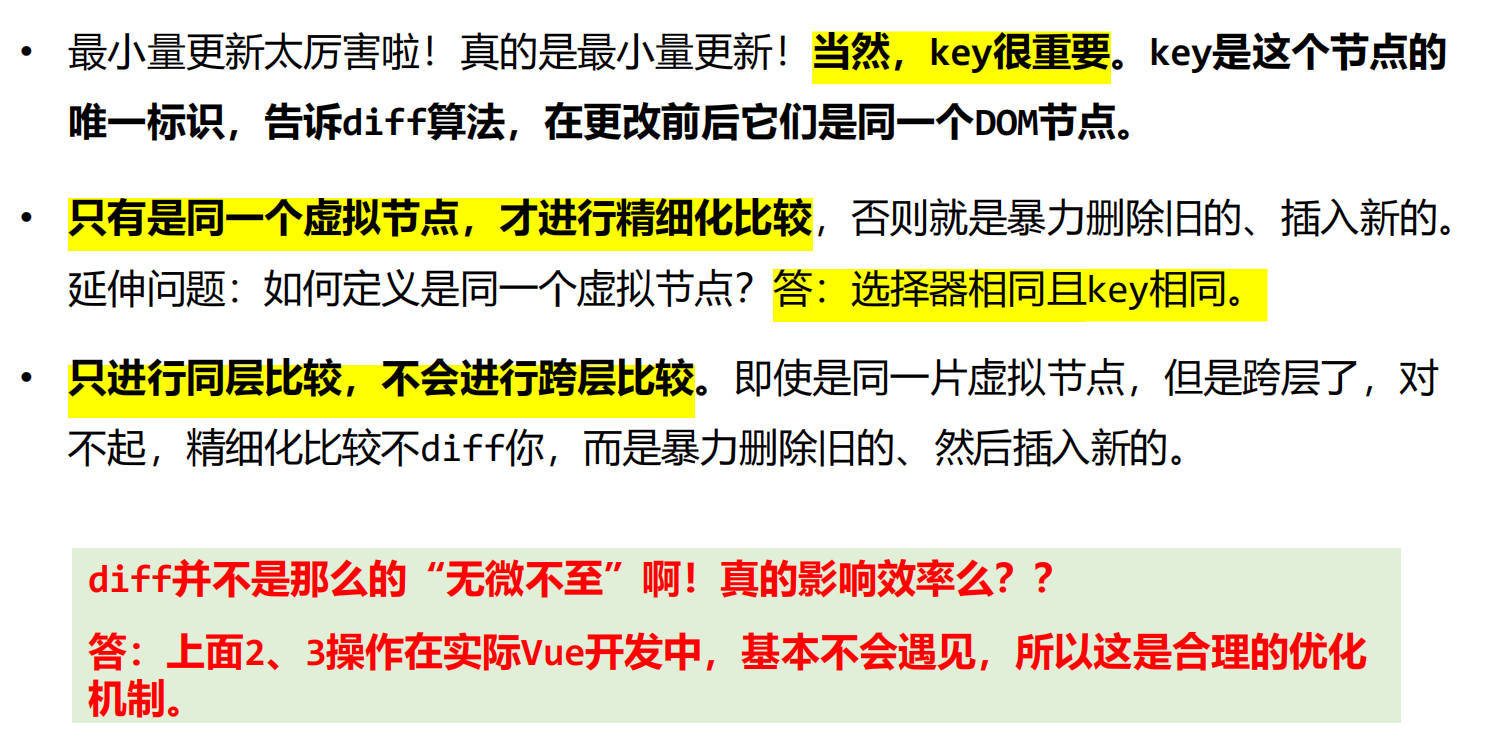 • 最小量更新太厉害啦！真的是最小量更新！当然，key很重要。key是这个节点的
唯一标识，告诉diff算法，在更改前后它们是同一个DOM节点。
• 只有是同一个虚拟节点，才进行精细化比较，否则就是暴力删除旧的、插入新的。
延伸问题：如何定义是同一个虚拟节点？答：选择器相同且key相同。
• 只进行同层比较，不会进行跨层比较。即使是同一片虚拟节点，但是跨层了，对
不起，精细化比较不diff你，而是暴力删除旧的、然后插入新的。
diff并不是那么的“无微不至”啊！真的影响效率么？？
答：上面2、3操作在实际Vue开发中，基本不会遇见，所以这是合理的优化
机制。